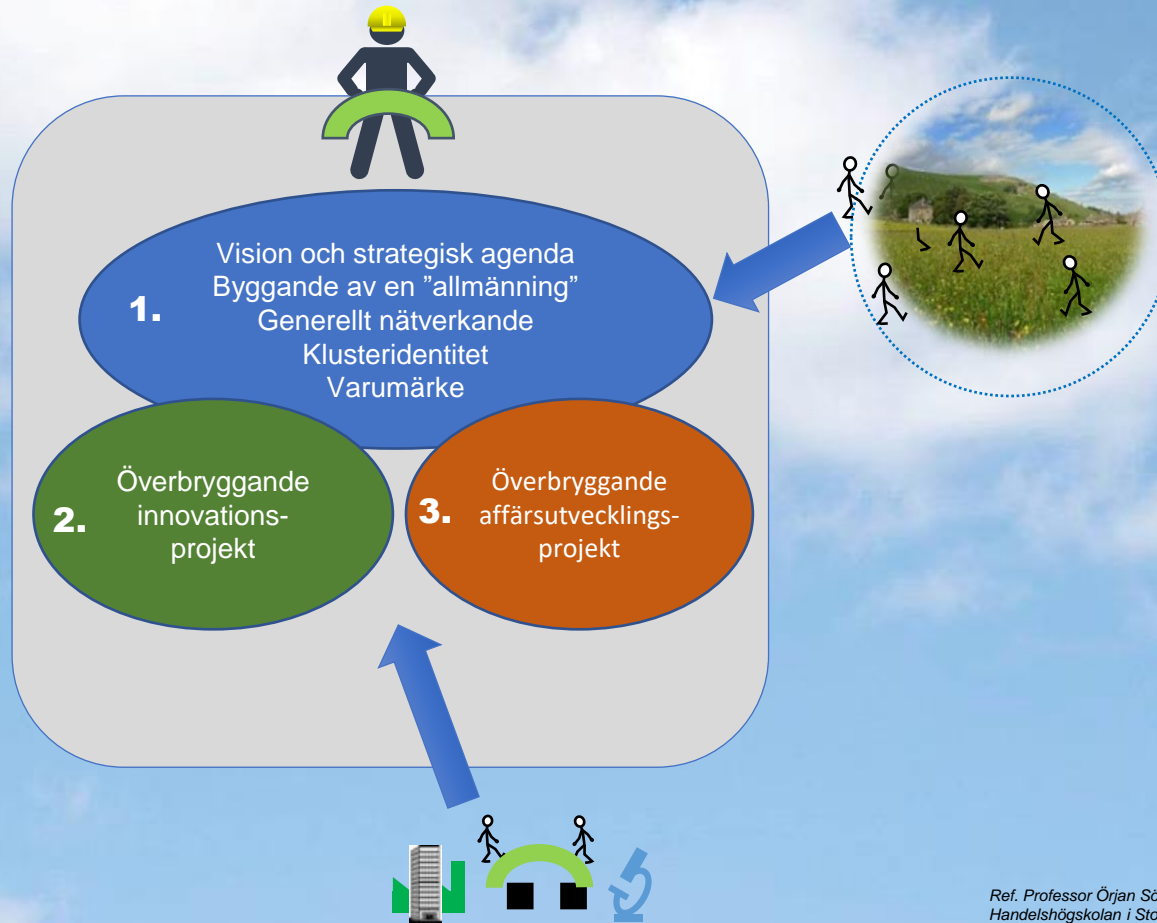 Vision och strategisk agenda
Byggande av en ”allmänning”
1.
Generellt nätverkande
Klusteridentitet
Varumärke
2.
Överbryggande
innovations-
projekt
3.
Överbryggande
affärsutvecklings-
projekt
Ref. Professor Örjan
Handelshögskolan i